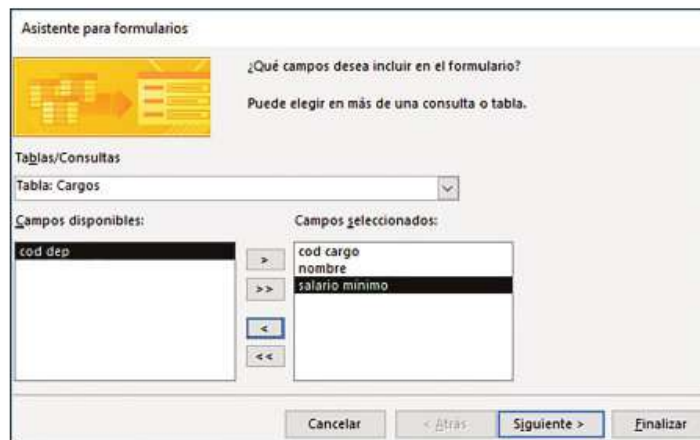 Asistente para formularios
¿Qué campos desea incluir en el formulario?
Puede elegir en más de una consulta o tabla.
Tablas/Consultas
Tabla: Cargos
Campos disponibles:
Campos seleccionados:
cod dep
cod cargo
nombre
salario mínimo
>
>>
<
<<
Cancelar
< Atrás
Siguiente >
Finalizar